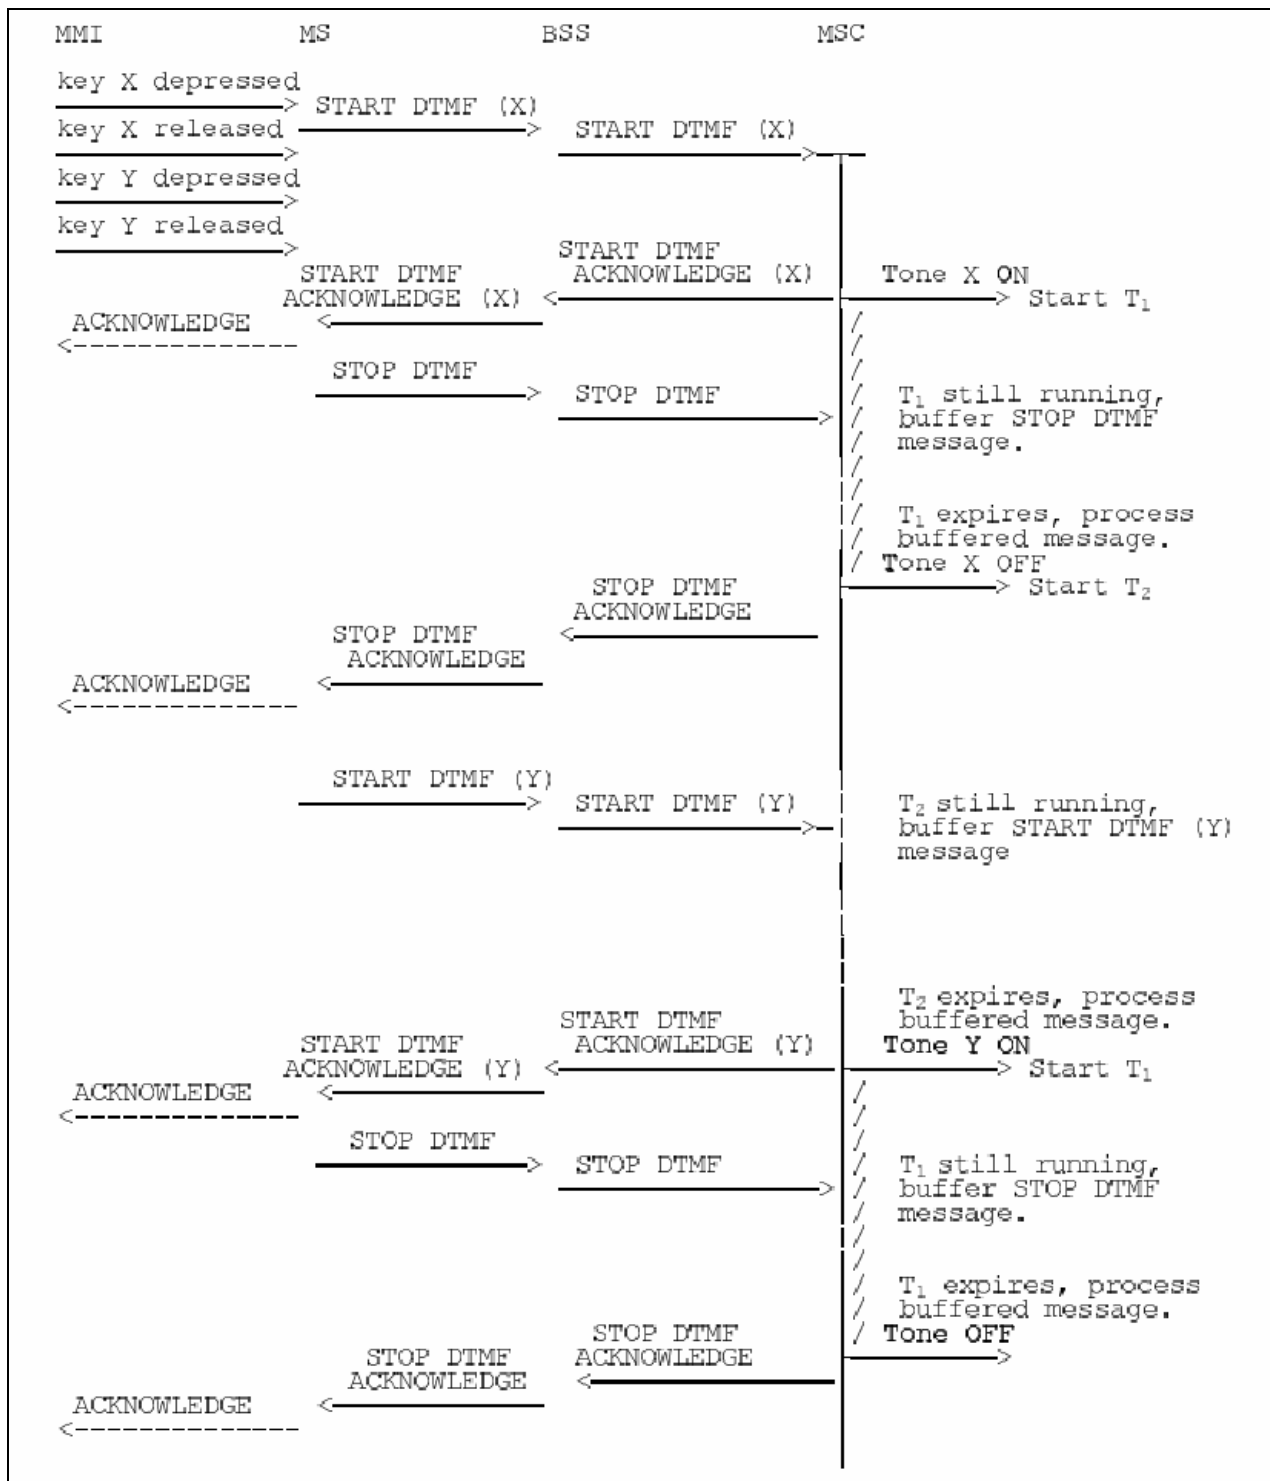 MMI MS BSS MSC
key X depressed
START DTMF (X)
key X released START DTMF (X)
key Y depressed
key Y released
START DTMF
START DTMF ACKNOWLEDGE (X) Tone X ON
ACKNOWLEDGE (X) Start T₁
ACKNOWLEDGE
STOP DTMF
STOP DTMF T₁ still running,
buffer STOP DTMF
message.
T₁ expires, process
buffered message.
Tone X OFF
STOP DTMF Start T₂
ACKNOWLEDGE
STOP DTMF
ACKNOWLEDGE
ACKNOWLEDGE
START DTMF (Y)
START DTMF (Y) T₂ still running,
buffer START DTMF (Y)
message
T₂ expires, process
START DTMF buffered message.
START DTMF ACKNOWLEDGE (Y) Tone Y ON
ACKNOWLEDGE (Y) Start T₁
ACKNOWLEDGE
STOP DTMF
STOP DTMF T₁ still running,
buffer STOP DTMF
message.
T₁ expires, process
buffered message.
STOP DTMF Tone OFF
STOP DTMF ACKNOWLEDGE
ACKNOWLEDGE
ACKNOWLEDGE